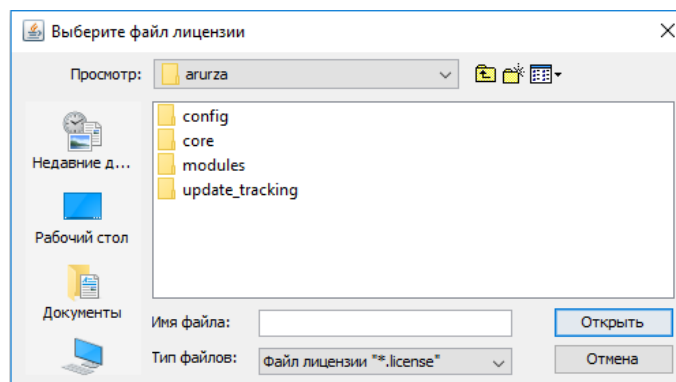 Выберите файл лицензии
Просмотр: arurza
config
core
modules
update_tracking
Недавние д...
Рабочий стол
Документы
Имя файла:
Открыть
Тип файлов: Файл лицензии "*.license"
Отмена